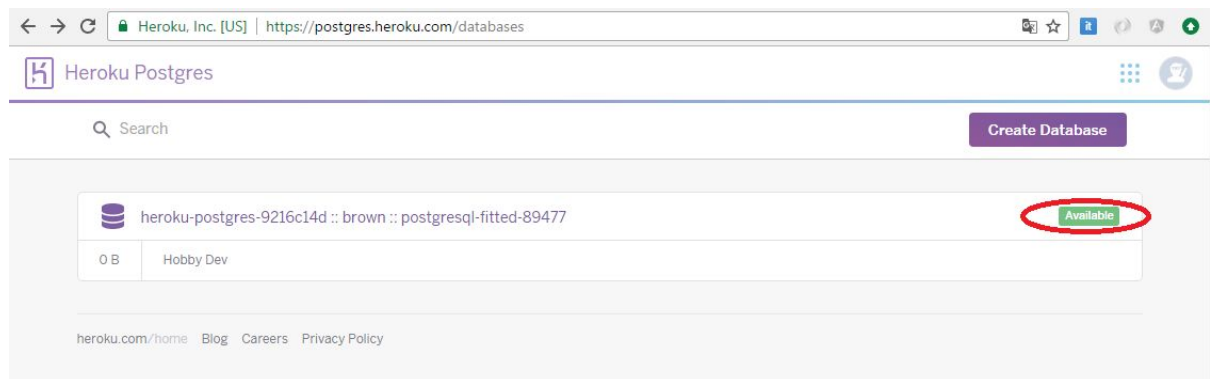 Heroku, Inc. [US] | https://postgres.heroku.com/databases
Heroku Postgres
Search
Create Database
heroku-postgres-9216c14d :: brown :: postgresql-fitted-89477
Available
0 B Hobby Dev
heroku.com/home Blog Careers Privacy Policy